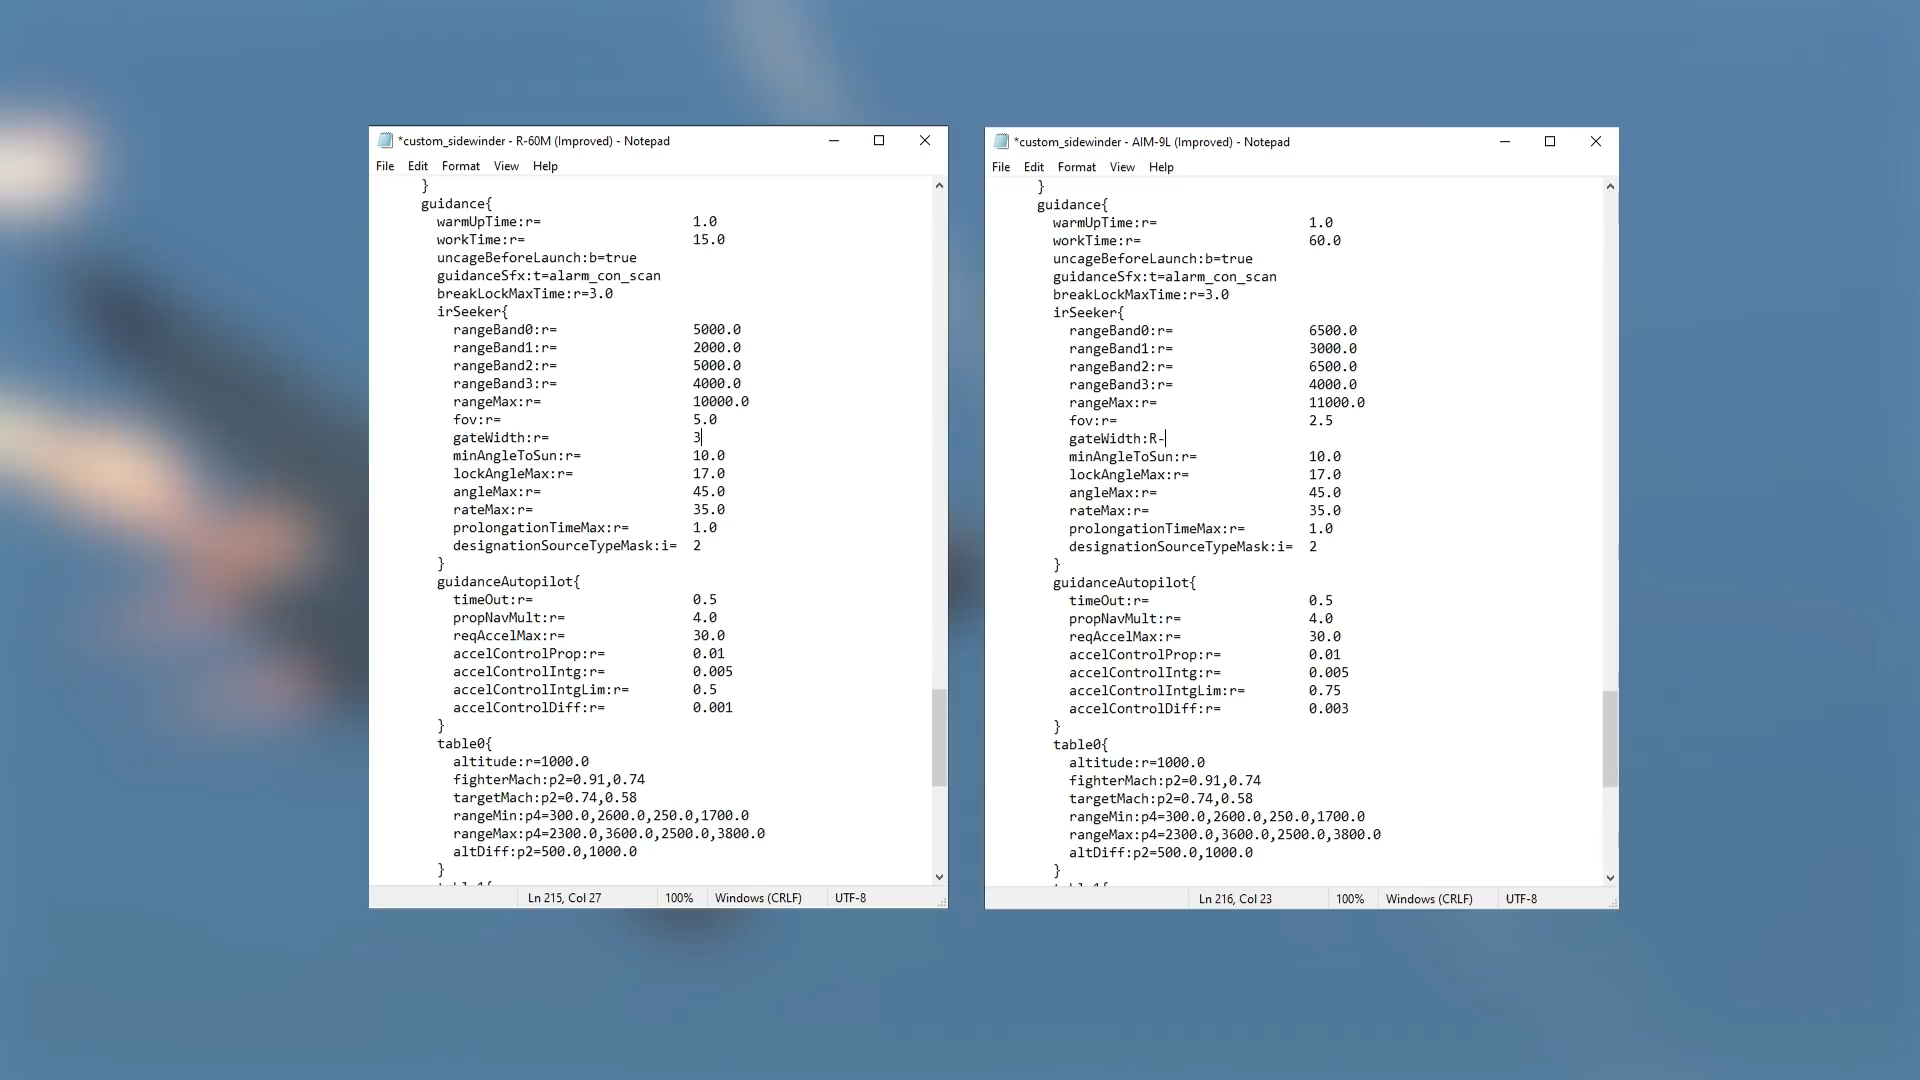 *custom_sidewinder - R-60M (Improved) - Notepad
File Edit Format View Help
}
guidance{
warmUpTime:r= 1.0
workTime:r= 15.0
uncageBeforeLaunch:b=true
guidanceSfx:t=alarm_con_scan
breakLockMaxTime:r=3.0
irSeeker{
rangeBand0:r= 5000.0
rangeBand1:r= 2000.0
rangeBand2:r= 5000.0
rangeBand3:r= 4000.0
rangeMax:r= 10000.0
fov:r= 5.0
gateWidth:r= 3
minAngleToSun:r= 10.0
lockAngleMax:r= 17.0
angleMax:r= 45.0
rateMax:r= 35.0
prolongationTimeMax:r= 1.0
designationSourceTypeMask:i= 2
}
guidanceAutopilot{
timeOut:r= 0.5
propNavMult:r= 4.0
reqAccelMax:r= 30.0
accelControlProp:r= 0.01
accelControlIntg:r= 0.005
accelControlIntgLim:r= 0.5
accelControlDiff:r= 0.001
}
table0{
altitude:r=1000.0
fighterMach:p2=0.91,0.74
targetMach:p2=0.74,0.58
rangeMin:p4=300.0,2600.0,250.0,1700.0
rangeMax:p4=2300.0,3600.0,2500.0,3800.0
altDiff:p2=500.0,1000.0
}
Ln 215, Col 27 100% Windows (CRLF) UTF-8
*custom_sidewinder - AIM-9L (Improved) - Notepad
File Edit Format View Help
}
guidance{
warmUpTime:r= 1.0
workTime:r= 60.0
uncageBeforeLaunch:b=true
guidanceSfx:t=alarm_con_scan
breakLockMaxTime:r=3.0
irSeeker{
rangeBand0:r= 6500.0
rangeBand1:r= 3000.0
rangeBand2:r= 6500.0
rangeBand3:r= 4000.0
rangeMax:r= 11000.0
fov:r= 2.5
gateWidth:R-
minAngleToSun:r= 10.0
lockAngleMax:r= 17.0
angleMax:r= 45.0
rateMax:r= 35.0
prolongationTimeMax:r= 1.0
designationSourceTypeMask:i= 2
}
guidanceAutopilot{
timeOut:r= 0.5
propNavMult:r= 4.0
reqAccelMax:r= 30.0
accelControlProp:r= 0.01
accelControlIntg:r= 0.005
accelControlIntgLim:r= 0.75
accelControlDiff:r= 0.003
}
table0{
altitude:r=1000.0
fighterMach:p2=0.91,0.74
targetMach:p2=0.74,0.58
rangeMin:p4=300.0,2600.0,250.0,1700.0
rangeMax:p4=2300.0,3600.0,2500.0,3800.0
altDiff:p2=500.0,1000.0
}
Ln 216, Col 23 100% Windows (CRLF) UTF-8